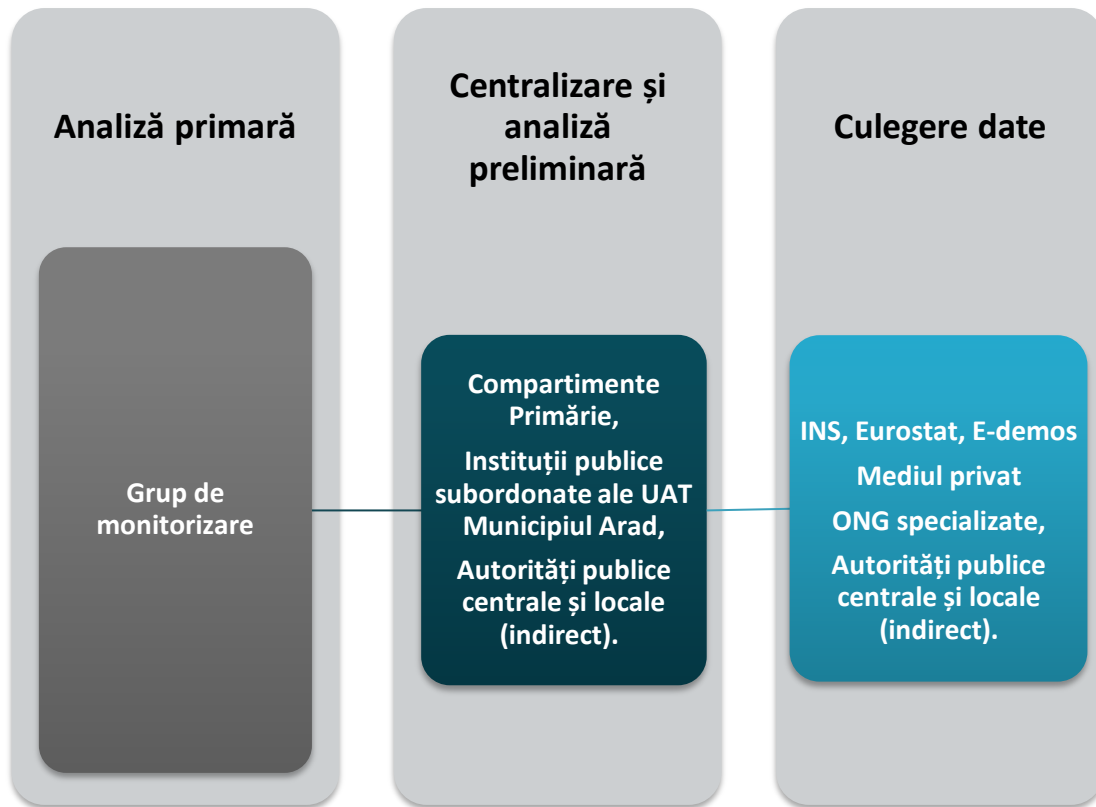 Analiză primară
Grup de
monitorizare
Centralizare și
analiză
preliminară
Compartimente
Primărie,
Instituții publice
subordonate ale UAT
Municipiul Arad,
Autorități publice
centrale și locale
(indirect).
Culegere date
INS, Eurostat, E-demos
Mediul privat
ONG specializate,
Autorități publice
centrale și locale
(indirect).